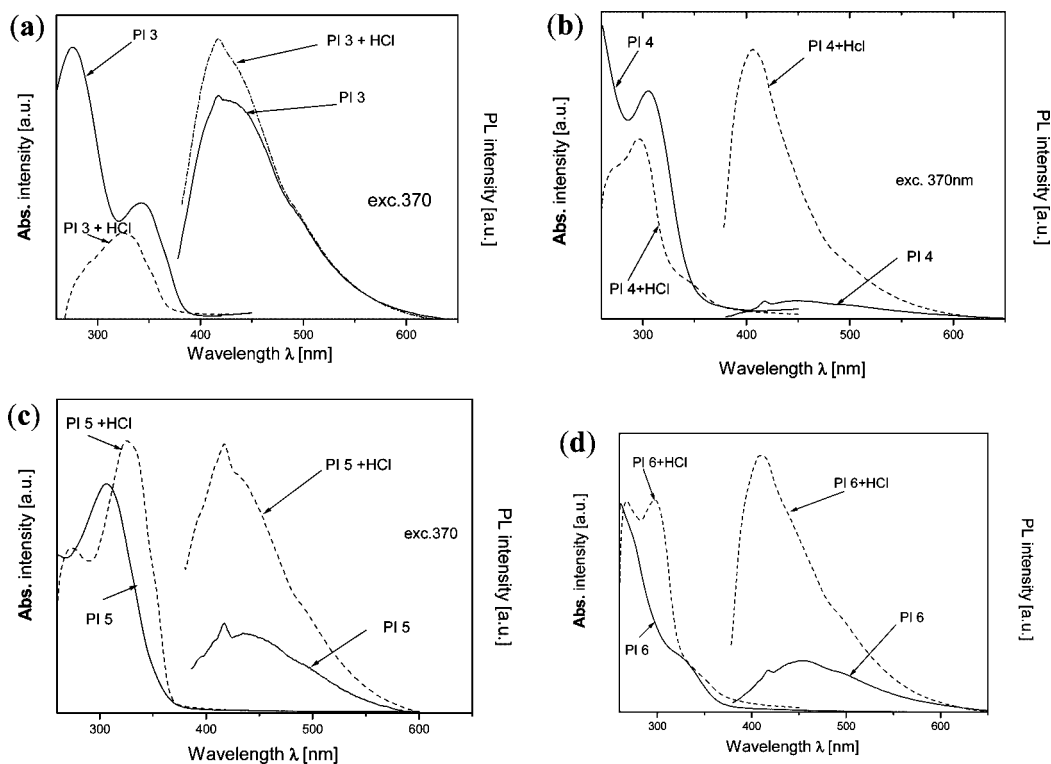 (a)
PI 3
PI 3 + HCl
PI 3
PI 3 + HCl
exc.370
Abs. intensity [a.u.]
PL intensity [a.u.]
300 400 500 600
Wavelength λ [nm]
(b)
PI 4
PI 4+Hcl
exc. 370nm
PI 4+HCl
PI 4
Abs. intensity [a.u.]
PL intensity [a.u.]
300 400 500 600
Wavelength λ [nm]
(c)
PI 5 +HCl
PI 5 +HCl
exc.370
PI 5
PI 5
Abs. intensity [a.u.]
PL intensity [a.u.]
300 400 500 600
Wavelength λ [nm]
(d)
PI 6+HCl
PI 6+HCl
PI 6
PI 6
Abs. intensity [a.u.]
PL intensity [a.u.]
300 400 500 600
Wavelength λ [nm]